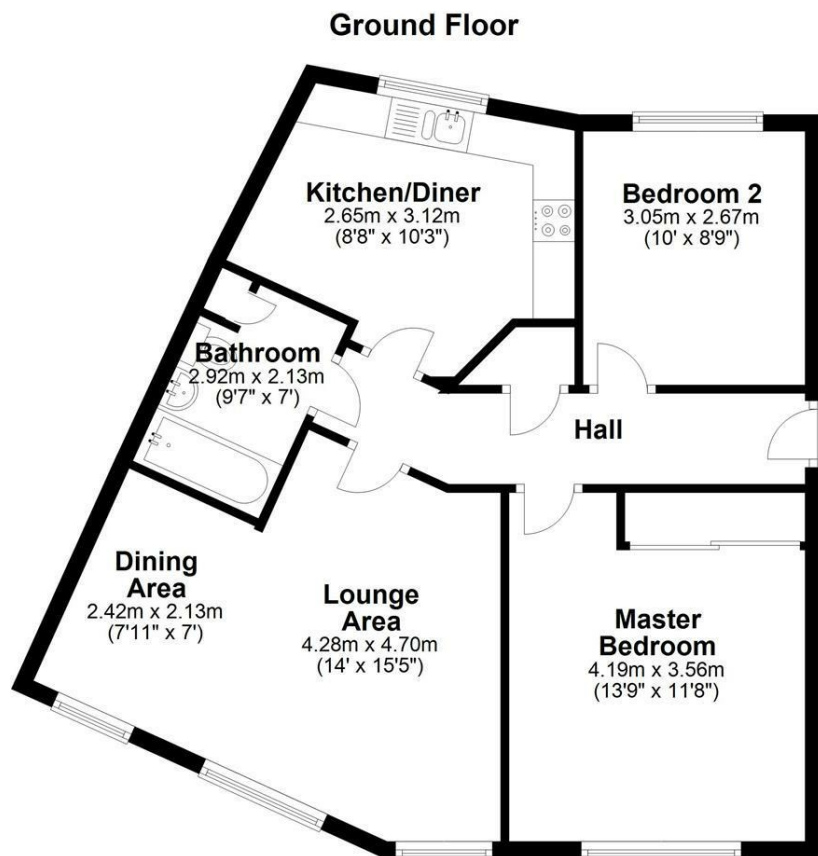 Ground Floor
Kitchen/Diner
2.65m x 3.12m
(8'8" x 10'3")
Bedroom 2
3.05m x 2.67m
(10' x 8'9")
Bathroom
2.92m x 2.13m
(9'7" x 7')
Hall
Dining
Area
2.42m x 2.13m
(7'11" x 7')
Lounge
Area
4.28m x 4.70m
(14' x 15'5")
Master
Bedroom
4.19m x 3.56m
(13'9" x 11'8")